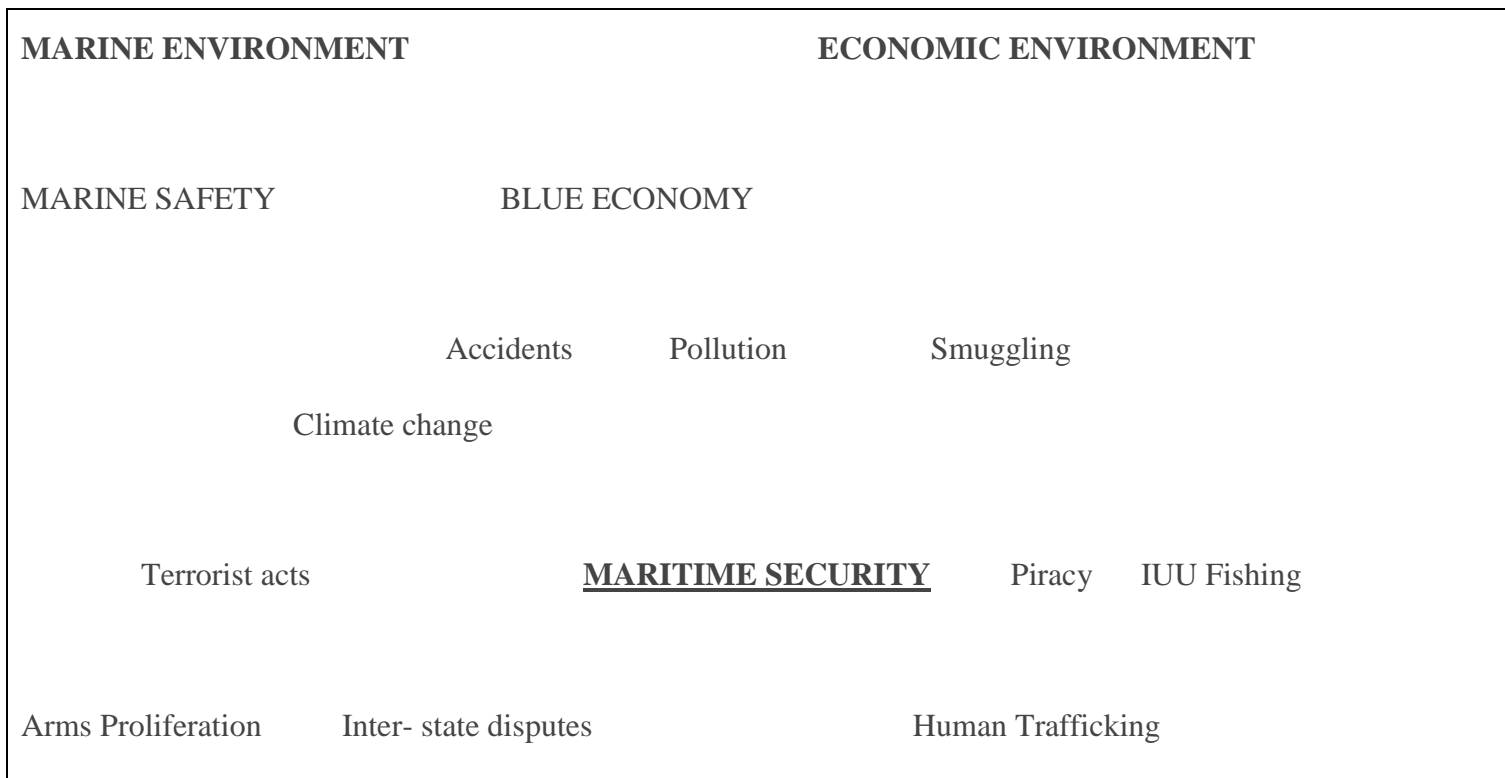 MARINE ENVIRONMENT ECONOMIC ENVIRONMENT
MARINE SAFETY BLUE ECONOMY
Accidents Pollution Smuggling
Climate change
Terrorist acts MARITIME SECURITY Piracy IUU Fishing
Arms Proliferation Inter- state disputes Human Trafficking